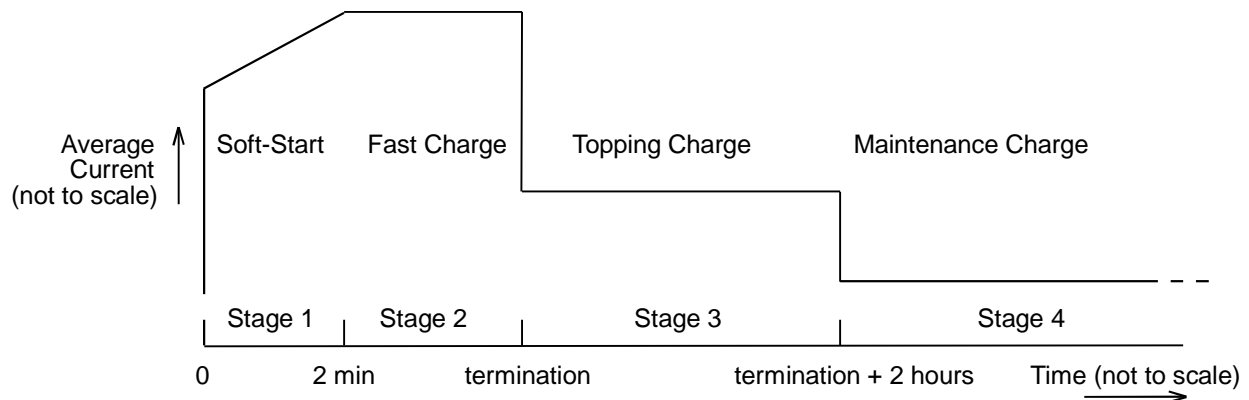 Average
Current
(not to scale)
Soft-Start
Fast Charge
Topping Charge
Maintenance Charge
Stage 1
Stage 2
Stage 3
Stage 4
0
2 min
termination
termination + 2 hours
Time (not to scale)